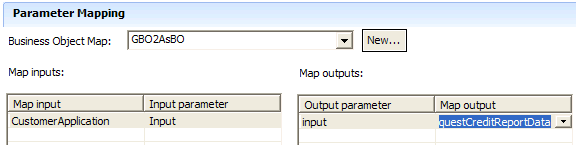 Parameter Mapping
Business Object Map: GBO2AsBO New...
Map inputs: Map outputs:
Map input Input parameter Output parameter Map output
CustomerApplication Input input questCreditReportData